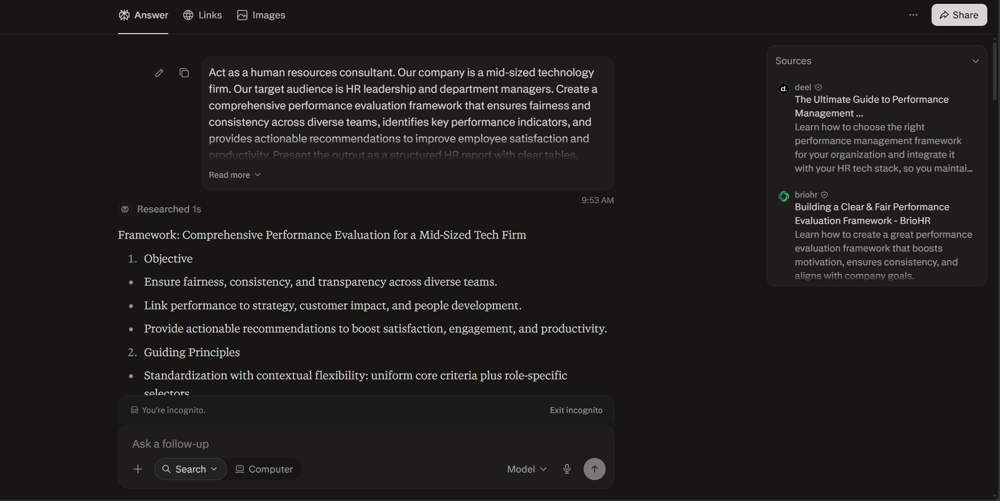 Answer
Links
Images
Share
Act as a human resources consultant. Our company is a mid-sized technology
firm. Our target audience is HR leadership and department managers. Create a
comprehensive performance evaluation framework that ensures fairness and
consistency across diverse teams, identifies key performance indicators, and
provides actionable recommendations to improve employee satisfaction and
productivity. Present the output as a structured HR report with clear tables,
Read more
9:53 AM
Researched 1s
Framework: Comprehensive Performance Evaluation for a Mid-Sized Tech Firm
1. Objective
• Ensure fairness, consistency, and transparency across diverse teams.
• Link performance to strategy, customer impact, and people development.
• Provide actionable recommendations to boost satisfaction, engagement, and productivity.
2. Guiding Principles
• Standardization with contextual flexibility: uniform core criteria plus role-specific
selectors
You're incognito.
Exit incognito
Ask a follow-up
Search
Computer
Model
Sources
d.
deel
The Ultimate Guide to Performance
Management ...
Learn how to choose the right
performance management framework
for your organization and integrate it
with your HR tech stack, so you maintai...
briohr
Building a Clear & Fair Performance
Evaluation Framework - BrioHR
Learn how to create a great performance
evaluation framework that boosts
motivation, ensures consistency, and
aligns with company goals.